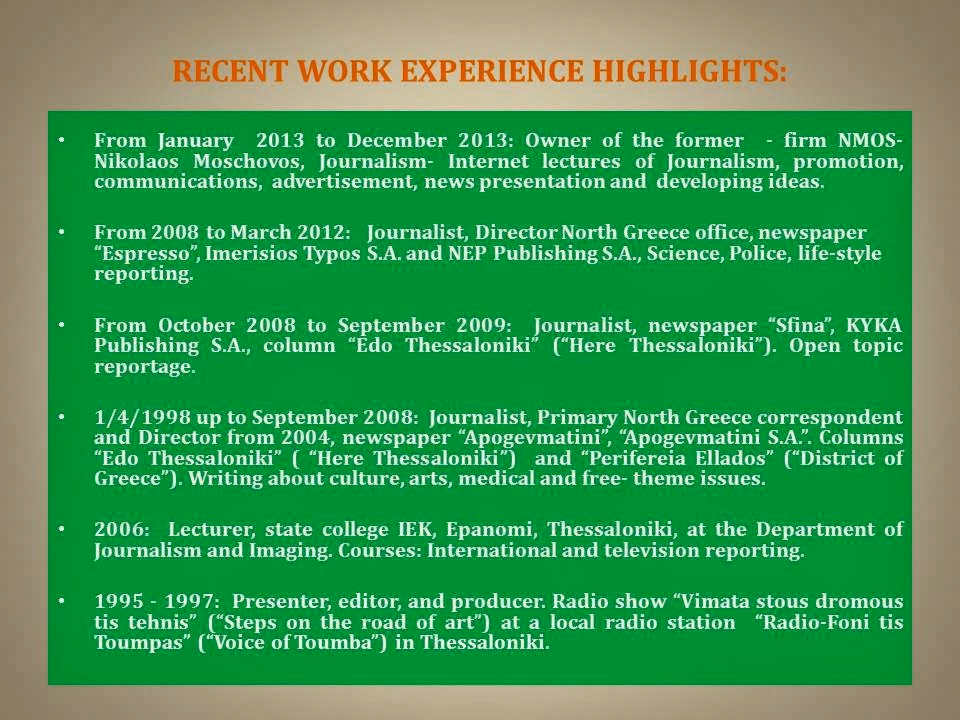 RECENT WORK EXPERIENCE HIGHLIGHTS:
• From January 2013 to December 2013: Owner of the former - firm NMOS-
Nikolaos Moschovos, Journalism- Internet lectures of Journalism, promotion,
communications, advertisement, news presentation and developing ideas.
• From 2008 to March 2012: Journalist, Director North Greece office, newspaper
“Espresso”, Imerisios Typos S.A. and NEP Publishing S.A., Science, Police, life-style
reporting.
• From October 2008 to September 2009: Journalist, newspaper “Sfina”, KYKA
Publishing S.A., column “Edo Thessaloniki” (“Here Thessaloniki”). Open topic
reportage.
• 1/4/1998 up to September 2008: Journalist, Primary North Greece correspondent
and Director from 2004, newspaper “Apogevmatini”, “Apogevmatini S.A.”. Columns
“Edo Thessaloniki” ( “Here Thessaloniki”) and “Perifereia Ellados” (“District of
Greece”). Writing about culture, arts, medical and free- theme issues.
• 2006: Lecturer, state college IEK, Epanomi, Thessaloniki, at the Department of
Journalism and Imaging. Courses: International and television reporting.
• 1995 - 1997: Presenter, editor, and producer. Radio show “Vimata stous dromous
tis tehnis” (“Steps on the road of art”) at a local radio station “Radio-Foni tis
Toumpas” (“Voice of Toumba”) in Thessaloniki.